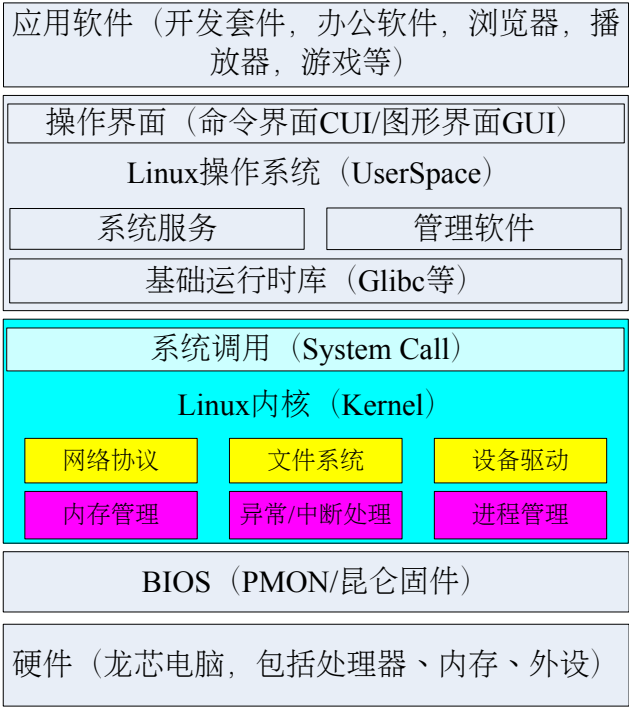 应用软件（开发套件，办公软件，浏览器，播
放器，游戏等）
操作界面（命令界面CUI/图形界面GUI）
Linux操作系统（UserSpace）
系统服务
管理软件
基础运行时库（Glibc等）
系统调用（System Call）
Linux内核（Kernel）
网络协议
文件系统
设备驱动
内存管理
异常/中断处理
进程管理
BIOS（PMON/昆仑固件）
硬件（龙芯电脑，包括处理器、内存、外设）